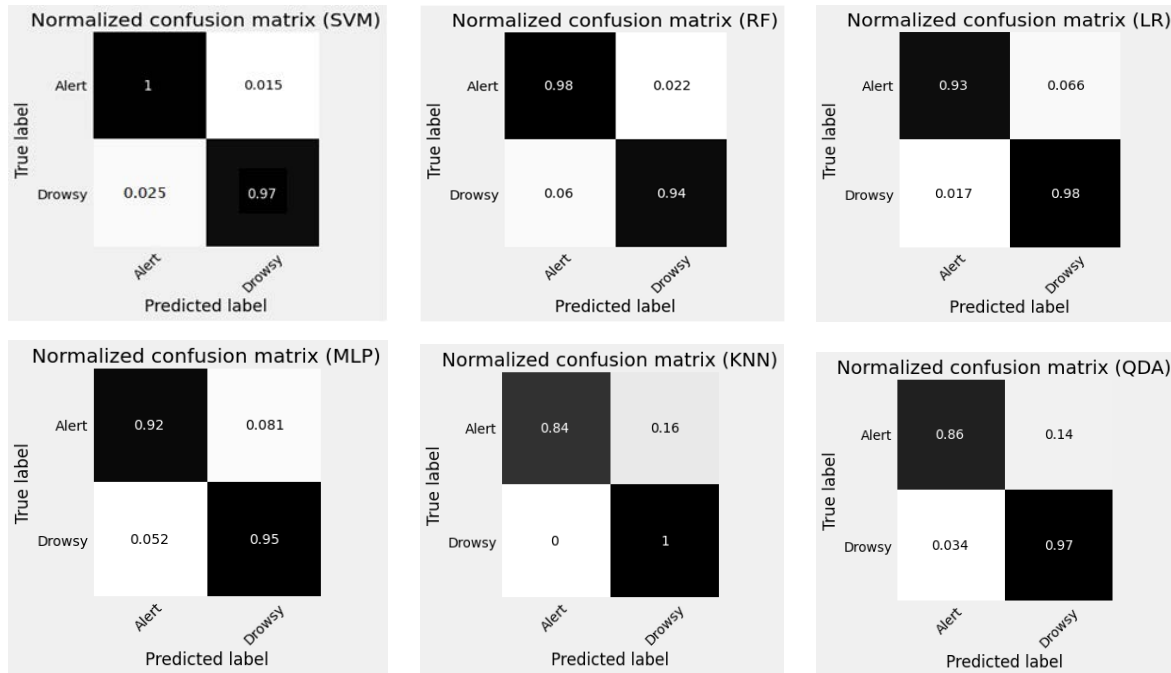 Normalized confusion matrix (SVM)
True label
Alert
1
0.015
Drowsy
0.025
0.97
Alert
Drowsy
Predicted label
Normalized confusion matrix (RF)
True label
Alert
0.98
0.022
Drowsy
0.06
0.94
Alert
Drowsy
Predicted label
Normalized confusion matrix (LR)
True label
Alert
0.93
0.066
Drowsy
0.017
0.98
Alert
Drowsy
Predicted label
Normalized confusion matrix (MLP)
True label
Alert
0.92
0.081
Drowsy
0.052
0.95
Alert
Drowsy
Predicted label
Normalized confusion matrix (KNN)
True label
Alert
0.84
0.16
Drowsy
0
1
Alert
Drowsy
Predicted label
Normalized confusion matrix (QDA)
True label
Alert
0.86
0.14
Drowsy
0.034
0.97
Alert
Drowsy
Predicted label